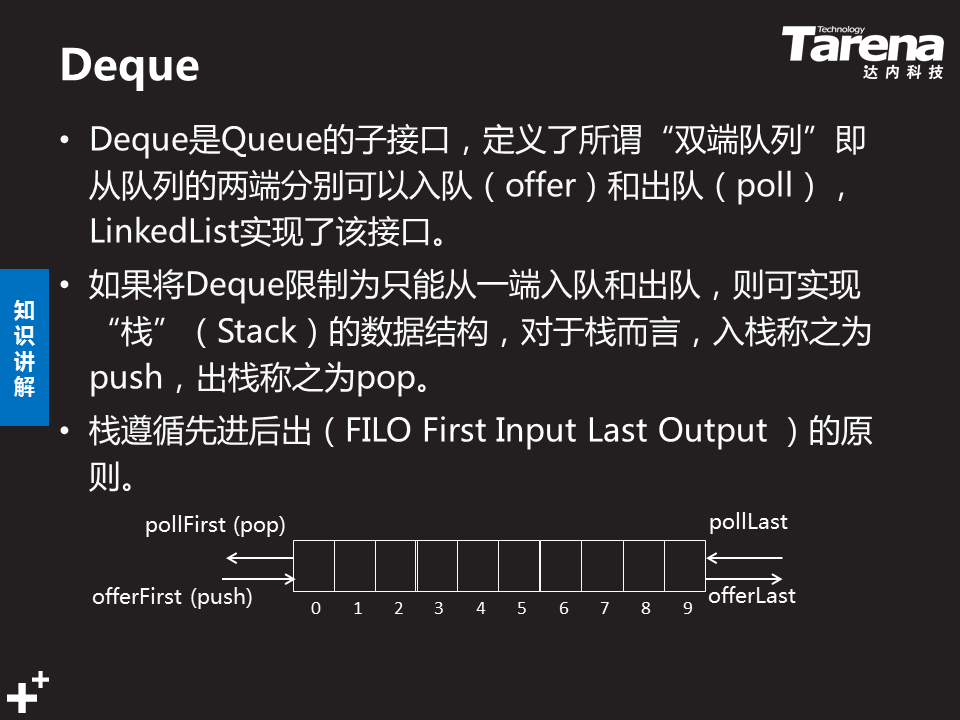 Deque
Technology
Tarena
达内科技
• Deque是Queue的子接口，定义了所谓“双端队列”即
从队列的两端分别可以入队（offer）和出队（poll），
LinkedList实现了该接口。
• 如果将Deque限制为只能从一端入队和出队，则可实现
“栈”（Stack）的数据结构，对于栈而言，入栈称之为
push，出栈称之为pop。
• 栈遵循先进后出（FILO First Input Last Output ）的原
则。
知
识
讲
解
pollFirst (pop)
pollLast
offerFirst (push)
offerLast
0 1 2 3 4 5 6 7 8 9